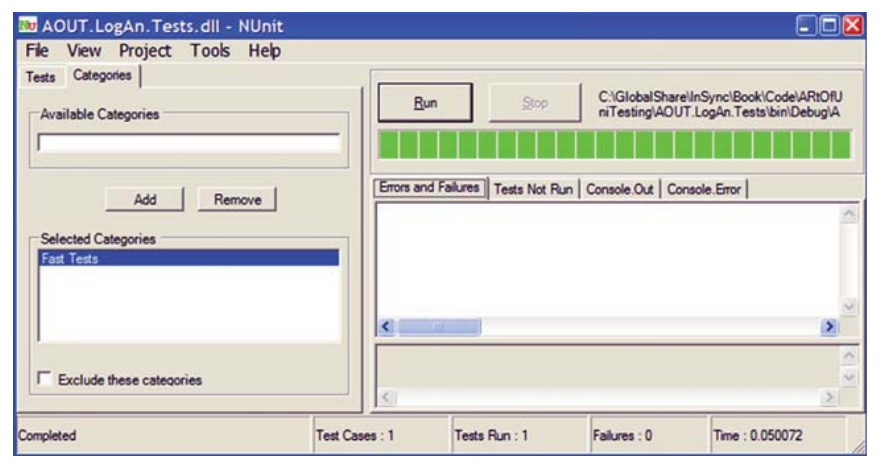 AOUT.LogAn.Tests.dll - NUnit
File View Project Tools Help
Tests Categories
Available Categories
Add Remove
Selected Categories
Fast Tests
Exclude these categories
Run Stop
C:\GlobalShare\InSync\Book\Code\ARtOfU
niTesting\AOUT.LogAn.Tests\bin\Debug\A
Errors and Failures Tests Not Run Console.Out Console.Error
Completed Test Cases : 1 Tests Run : 1 Failures : 0 Time : 0.050072